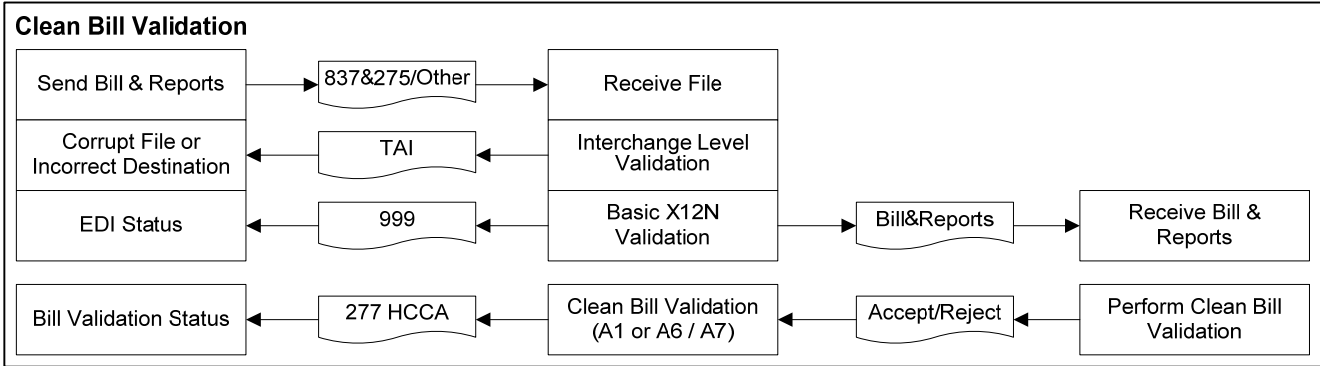 Clean Bill Validation
Send Bill & Reports
837&275/Other
Receive File
Corrupt File or
Incorrect Destination
TAI
Interchange Level
Validation
EDI Status
999
Basic X12N
Validation
Bill&Reports
Receive Bill &
Reports
Bill Validation Status
277 HCCA
Clean Bill Validation
(A1 or A6 / A7)
Accept/Reject
Perform Clean Bill
Validation